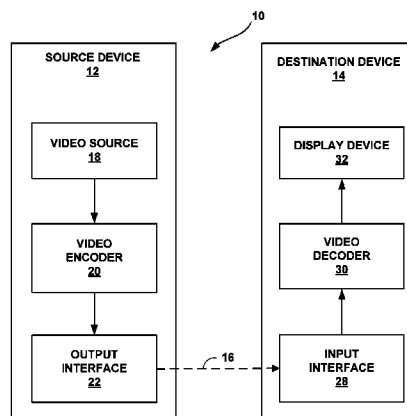 10
SOURCE DEVICE
12
VIDEO SOURCE
18
VIDEO
ENCODER
20
OUTPUT
INTERFACE
22
16
DESTINATION DEVICE
14
DISPLAY DEVICE
32
VIDEO
DECODER
30
INPUT
INTERFACE
28